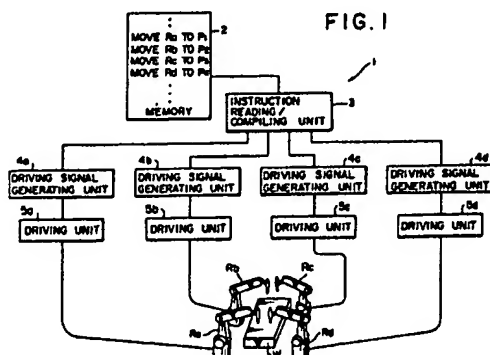 FIG. 1
2
MOVE Ra TO P1
MOVE Rb TO P2
MOVE Rc TO P3
MOVE Rd TO P4
MEMORY
1
INSTRUCTION
READING/
COMPILING UNIT
3
4a
DRIVING SIGNAL
GENERATING UNIT
4b
DRIVING SIGNAL
GENERATING UNIT
4c
DRIVING SIGNAL
GENERATING UNIT
4d
DRIVING SIGNAL
GENERATING UNIT
5a
DRIVING UNIT
5b
DRIVING UNIT
5c
DRIVING UNIT
5d
DRIVING UNIT
Rb
Rc
Ra
Rd
W